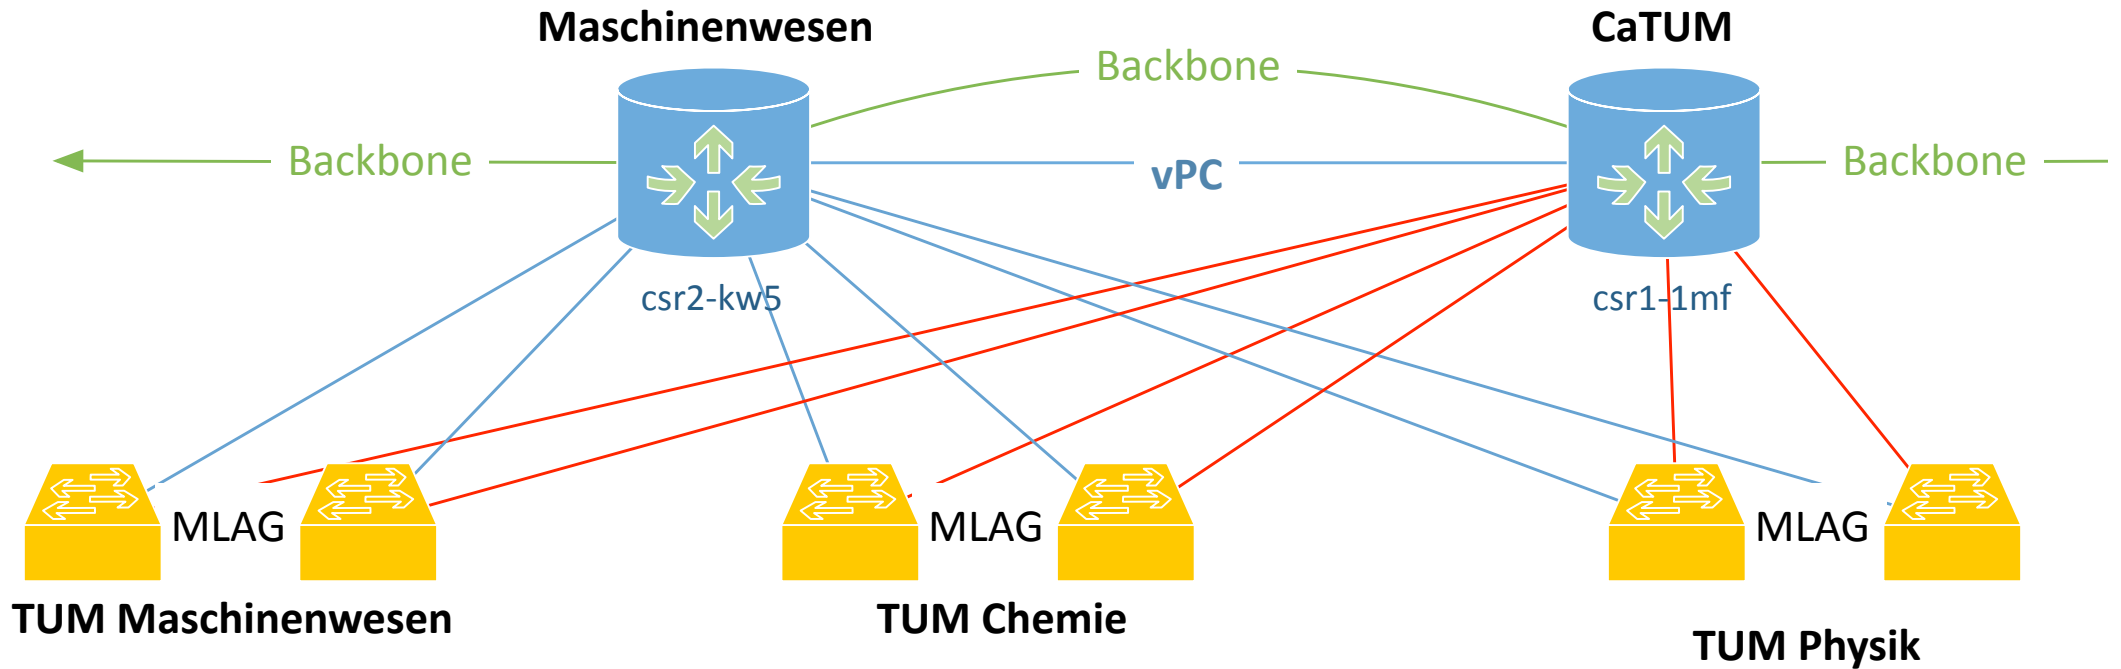 Maschinenwesen
CaTUM
Backbone
Backbone
vPC
Backbone
csr2-kw5
csr1-1mf
MLAG
MLAG
MLAG
TUM Maschinenwesen
TUM Chemie
TUM Physik